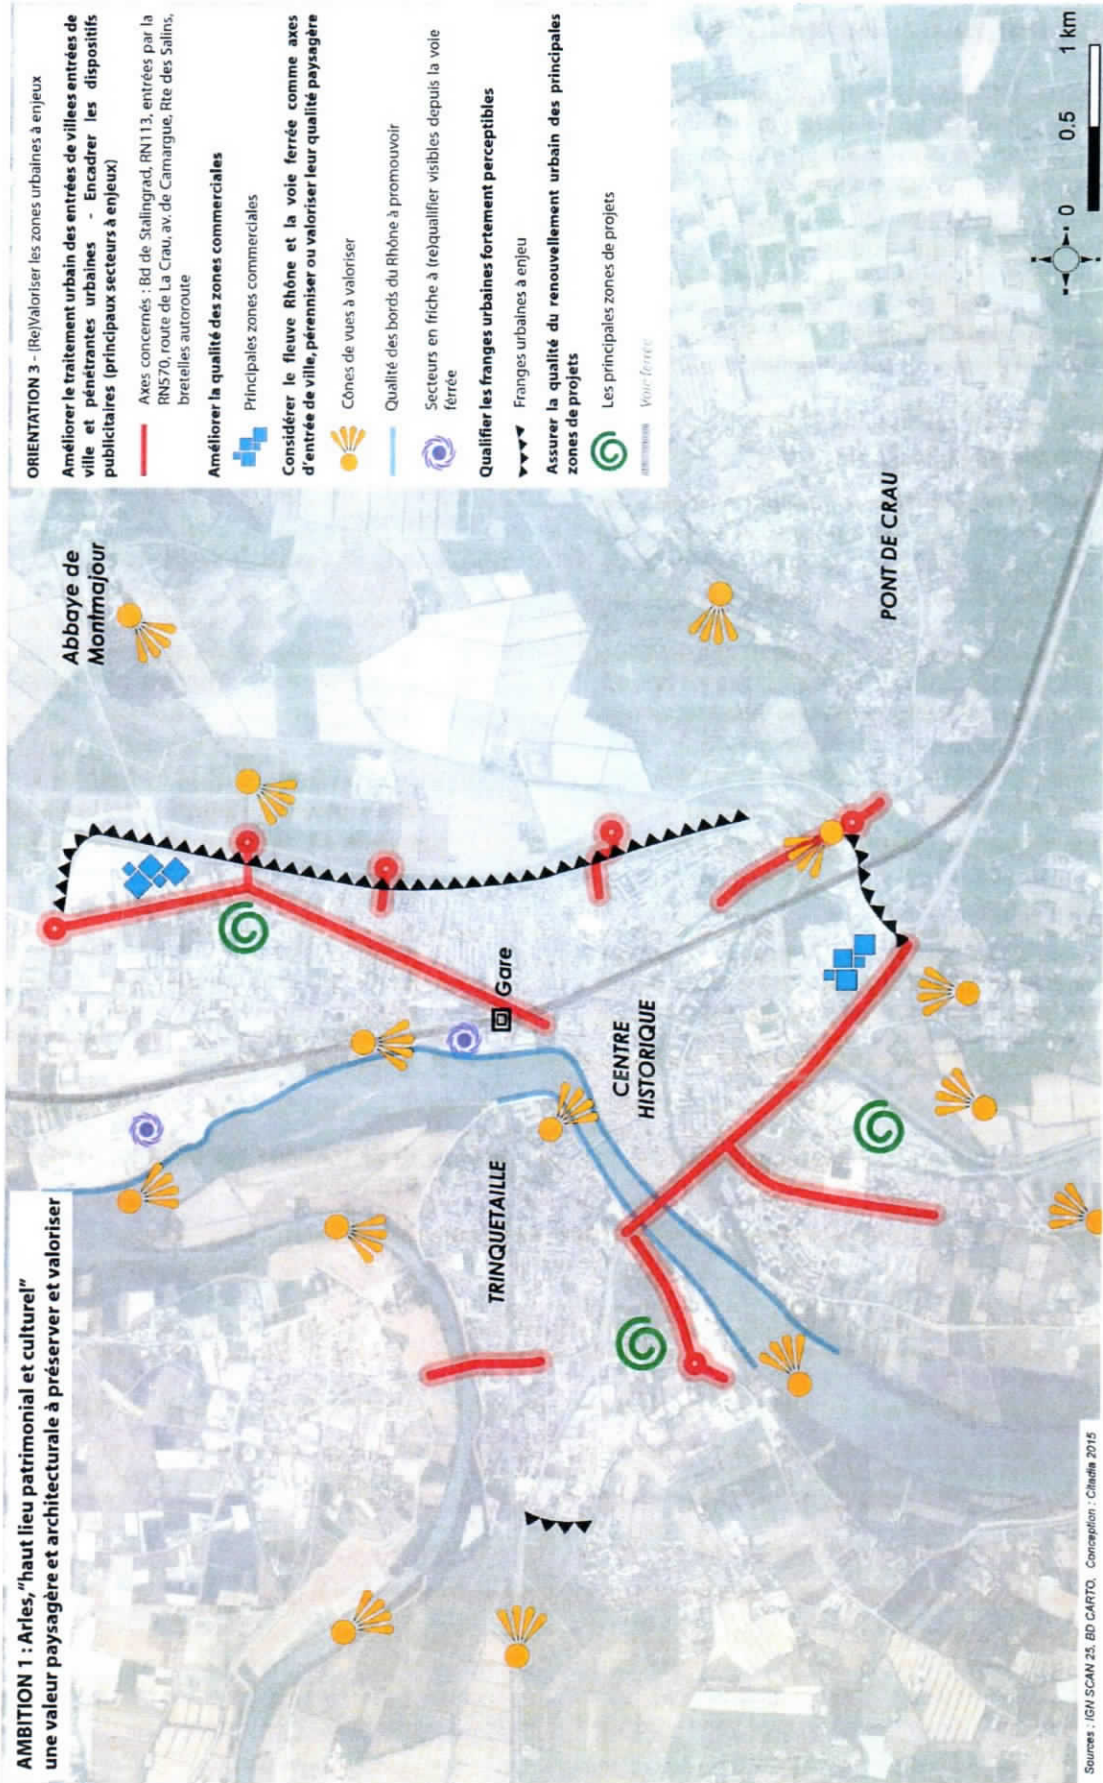 AMBITION 1 : Arles, "haut lieu patrimonial et culturel"
une valeur paysagère et architecturale à préserver et valoriser
ORIENTATION 3 - (Re)Valoriser les zones urbaines à enjeux
Améliorer le traitement urbain des entrées de villeses entrées de
ville et pénétrantes urbaines - Encadrer les dispositifs
publicitaires (principaux secteurs à enjeux)
Axes concernés : Bd de Stalingrad, RN113, entrées par la
RN570, route de La Crau, av. de Camargue, Rte des Salins,
bretelles autoroute
Améliorer la qualité des zones commerciales
Principales zones commerciales
Considérer le fleuve Rhône et la voie ferrée comme axes
d'entrée de ville, pérenniser ou valoriser leur qualité paysagère
Cônes de vues à valoriser
Qualité des bords du Rhône à promouvoir
Secteurs en friche à (re)qualifier visibles depuis la voie
férrée
Qualifier les franges urbaines fortement perceptibles
Franges urbaines à enjeu
Assurer la qualité du renouvellement urbain des principales
zones de projets
Les principales zones de projets
Voie ferrée
Abbaye de
Montmajour
Gare
CENTRE
HISTORIQUE
TRINQUETAILLE
PONT DE CRAU
0 0.5 1 km
Sources : IGN SCAN 25, BD CARTO, Conception : Citadia 2015